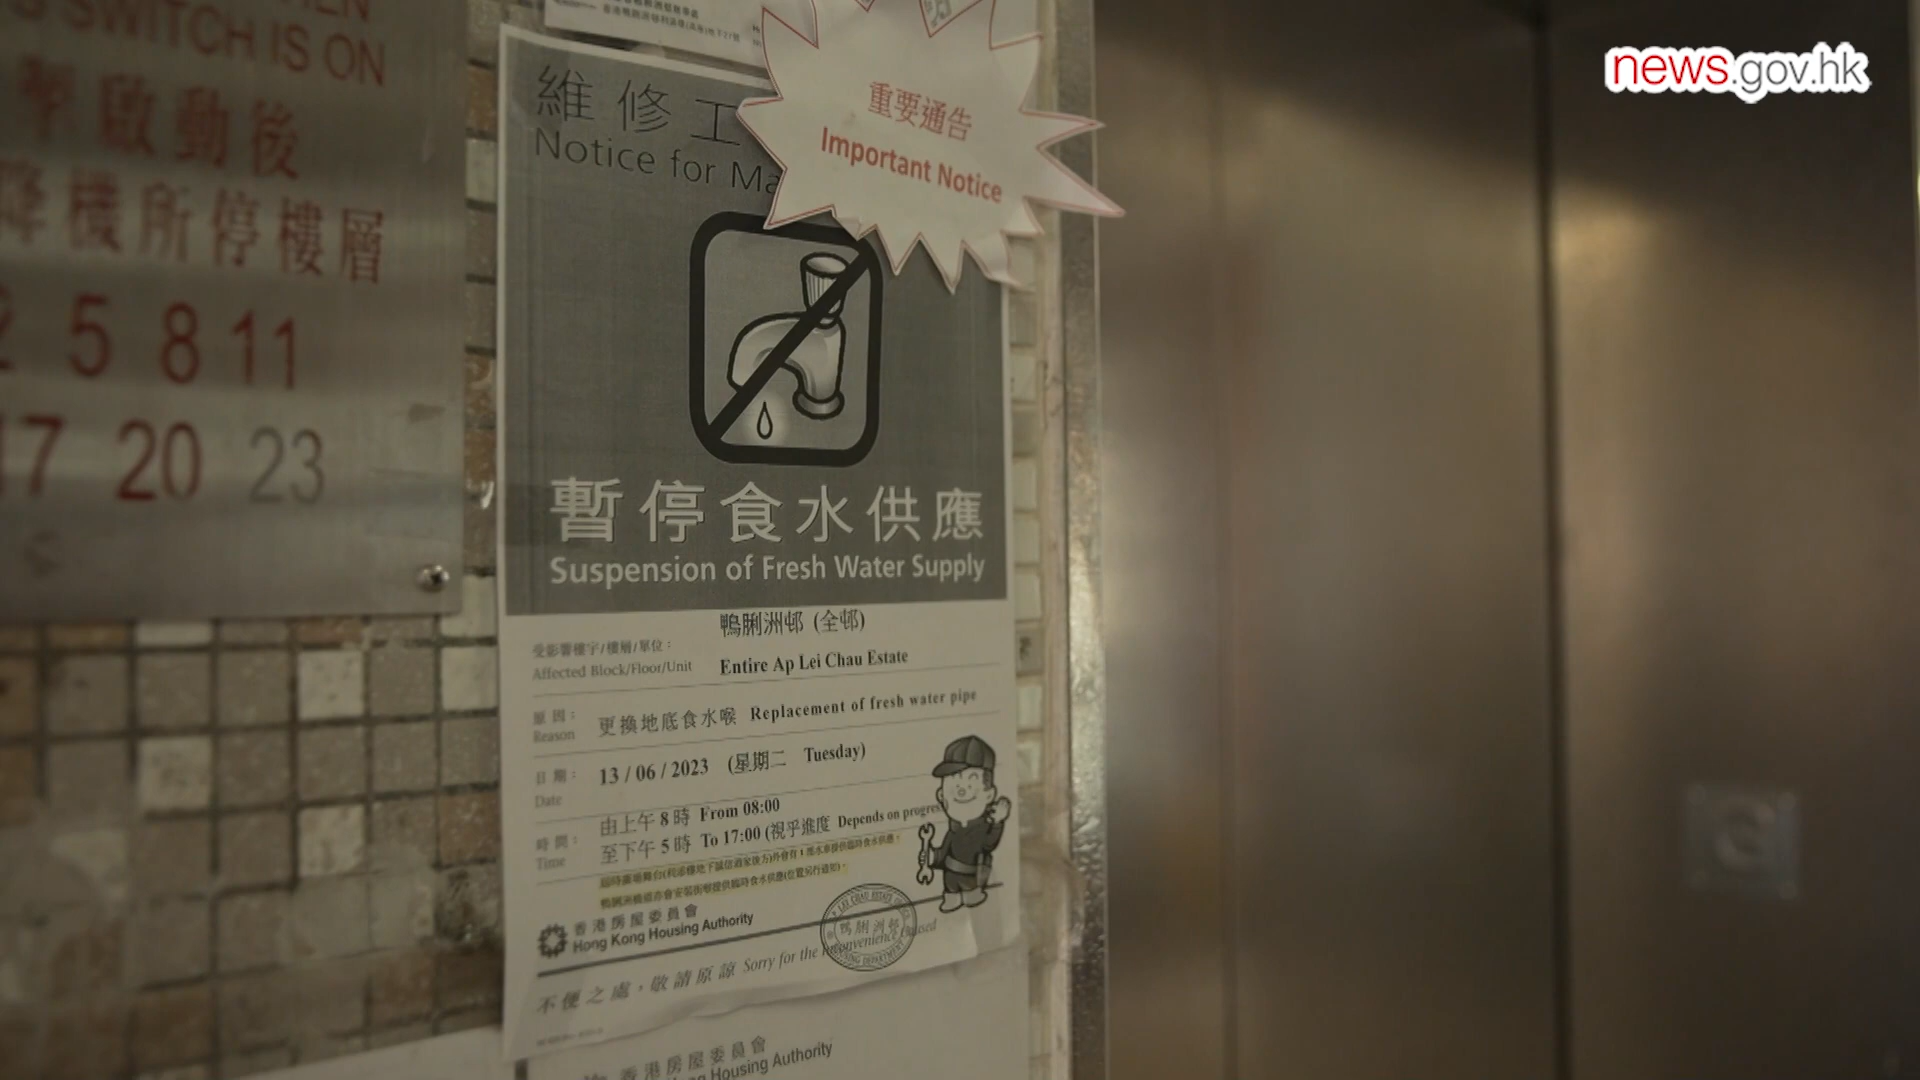 SWITCH IS ON
啟動後
降機所停樓層
2 5 8 11
17 20 23
維修工
Notice for Ma
重要通告
Important Notice
暫停食水供應
Suspension of Fresh Water Supply
受影響樓宇/樓層/單位：
鴨脷洲邨 (全邨)
Affected Block/Floor/Unit
Entire Ap Lei Chau Estate
原因：
更換地底食水喉 Replacement of fresh water pipe
Reason
日期：
13 / 06 / 2023 (星期二 Tuesday)
Date
時間：
由上午 8 時 From 08:00
至下午 5 時 To 17:00 (視乎進度 Depends on progres
Time
香港房屋委員會
Hong Kong Housing Authority
鴨脷洲邨
不便之處，敬請原諒 Sorry for the inconvenience caused
香港房屋委員會
Housing Authority
news.gov.hk